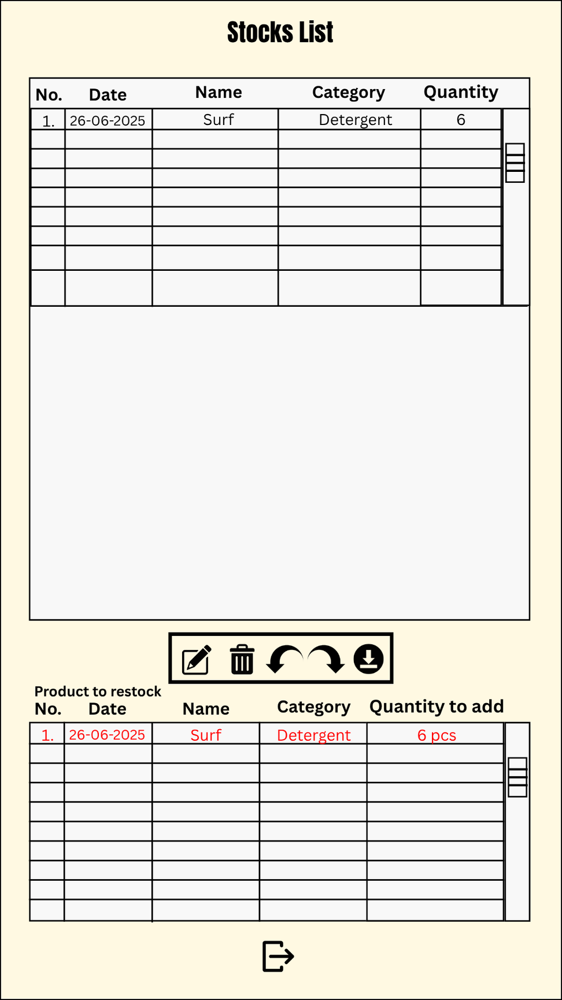 Stocks List
No. Date Name Category Quantity
1. 26-06-2025 Surf Detergent 6
Product to restock
No. Date Name Category Quantity to add
1. 26-06-2025 Surf Detergent 6 pcs